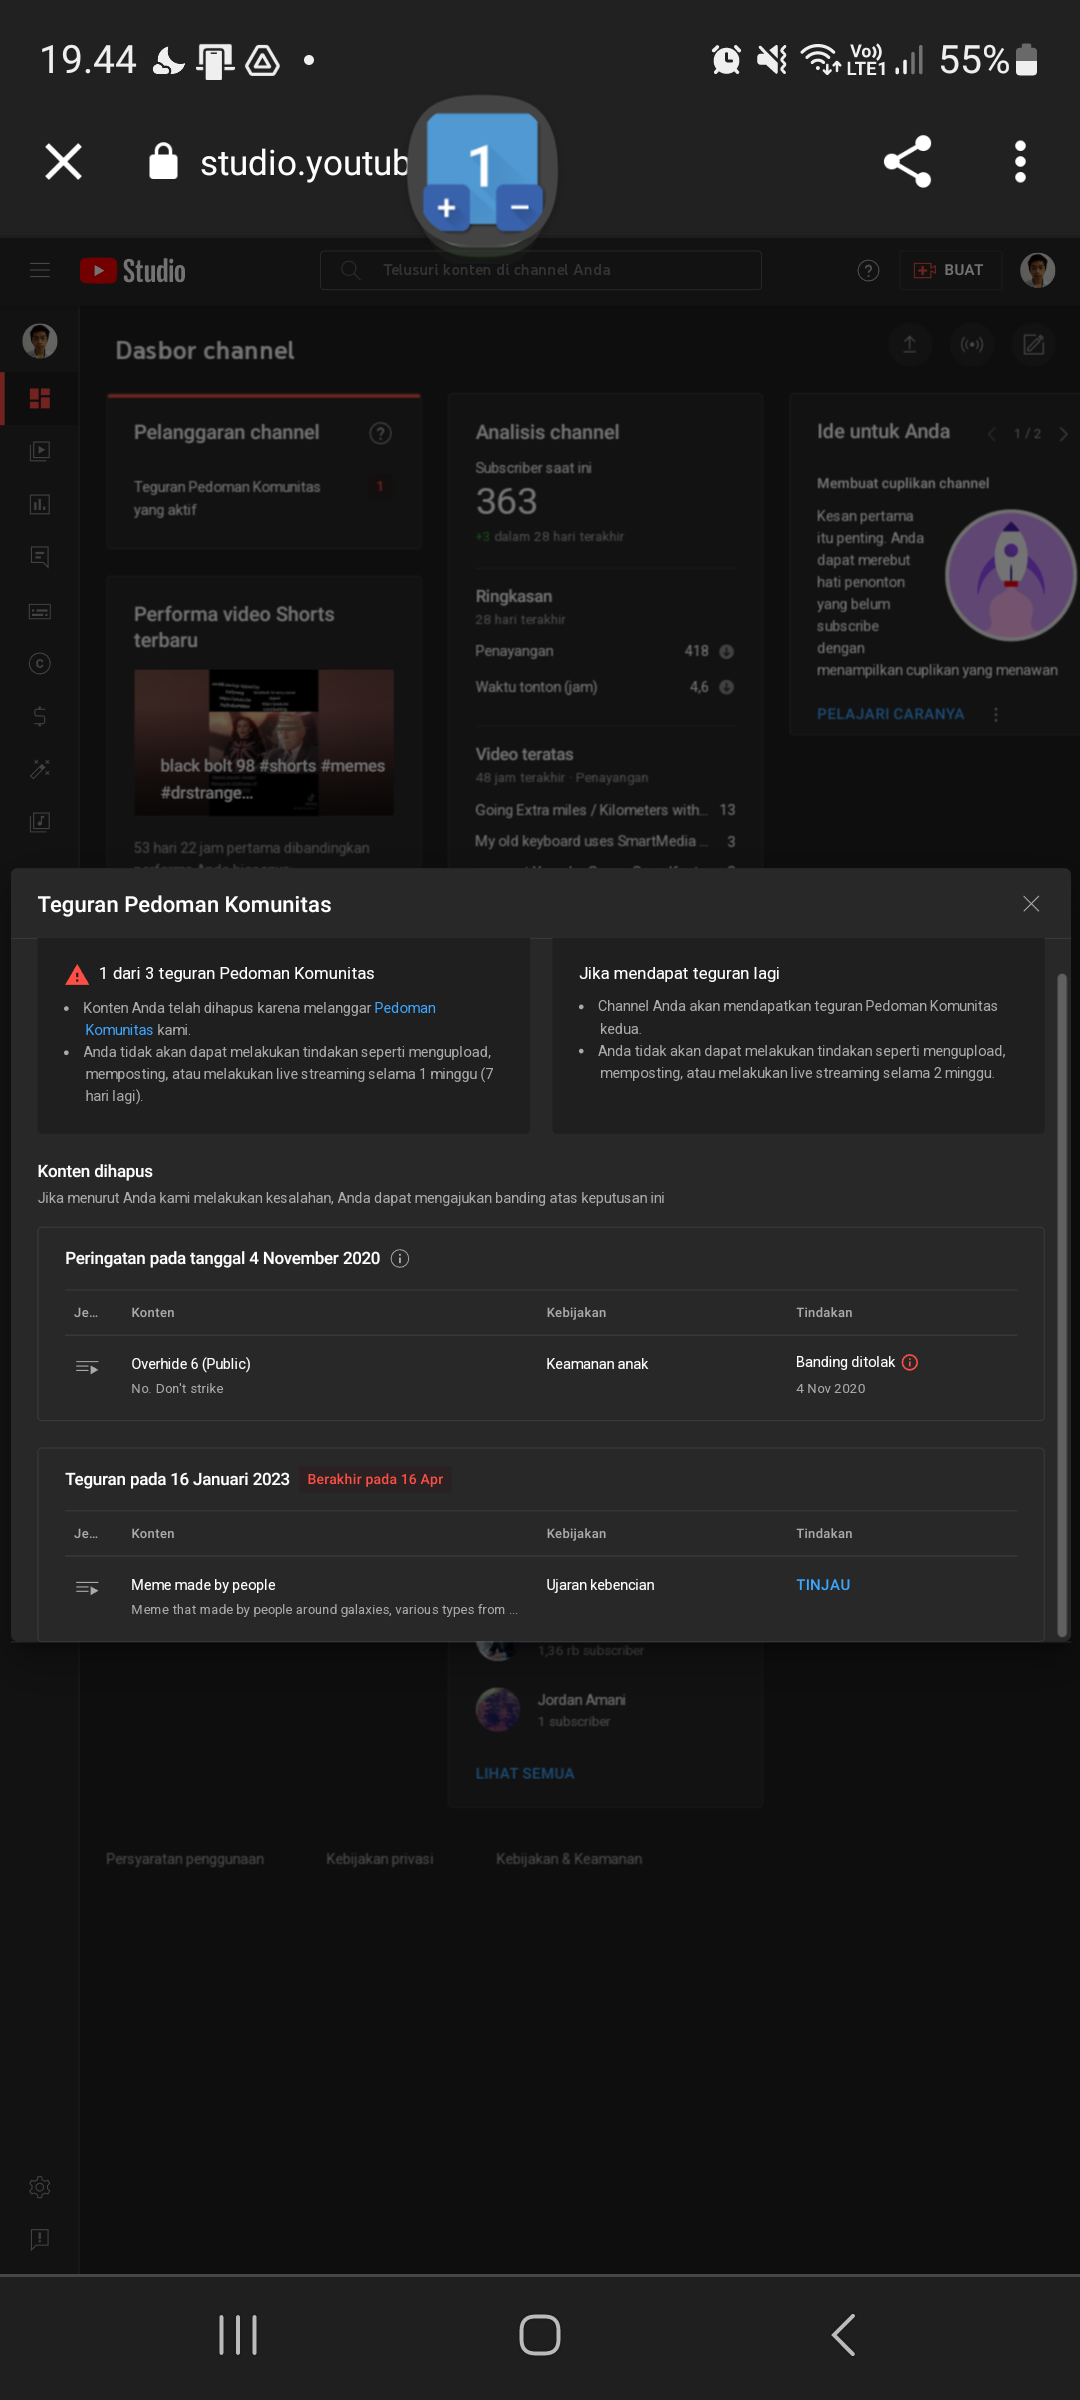 19.44
Vo))
LTE1
55%
studio.youtub
1
+ −
Studio
Telusuri konten di channel Anda
BUAT
Dasbor channel
Pelanggaran channel
Teguran Pedoman Komunitas
yang aktif
1
Performa video Shorts
terbaru
black bolt 98 #shorts #memes
#drstrange...
53 hari 22 jam pertama dibandingkan
Analisis channel
Subscriber saat ini
363
+3 dalam 28 hari terakhir
Ringkasan
28 hari terakhir
Penayangan 418
Waktu tonton (jam) 4,6
Video teratas
48 jam terakhir · Penayangan
Going Extra miles / Kilometers with... 13
My old keyboard uses SmartMedia ... 3
Ide untuk Anda
1 / 2
Membuat cuplikan channel
Kesan pertama
itu penting. Anda
dapat merebut
hati penonton
yang belum
subscribe
dengan
menampilkan cuplikan yang menawan
PELAJARI CARANYA
Teguran Pedoman Komunitas
1 dari 3 teguran Pedoman Komunitas
• Konten Anda telah dihapus karena melanggar Pedoman
Komunitas kami.
• Anda tidak akan dapat melakukan tindakan seperti mengupload,
memposting, atau melakukan live streaming selama 1 minggu (7
hari lagi).
Jika mendapat teguran lagi
• Channel Anda akan mendapatkan teguran Pedoman Komunitas
kedua.
• Anda tidak akan dapat melakukan tindakan seperti mengupload,
memposting, atau melakukan live streaming selama 2 minggu.
Konten dihapus
Jika menurut Anda kami melakukan kesalahan, Anda dapat mengajukan banding atas keputusan ini
Peringatan pada tanggal 4 November 2020
Je... Konten Kebijakan Tindakan
Overhide 6 (Public) Keamanan anak Banding ditolak
No. Don't strike 4 Nov 2020
Teguran pada 16 Januari 2023 Berakhir pada 16 Apr
Je... Konten Kebijakan Tindakan
Meme made by people Ujaran kebencian TINJAU
Meme that made by people around galaxies, various types from ...
1,36 rb subscriber
Jordan Amani
1 subscriber
LIHAT SEMUA
Persyaratan penggunaan Kebijakan privasi Kebijakan & Keamanan